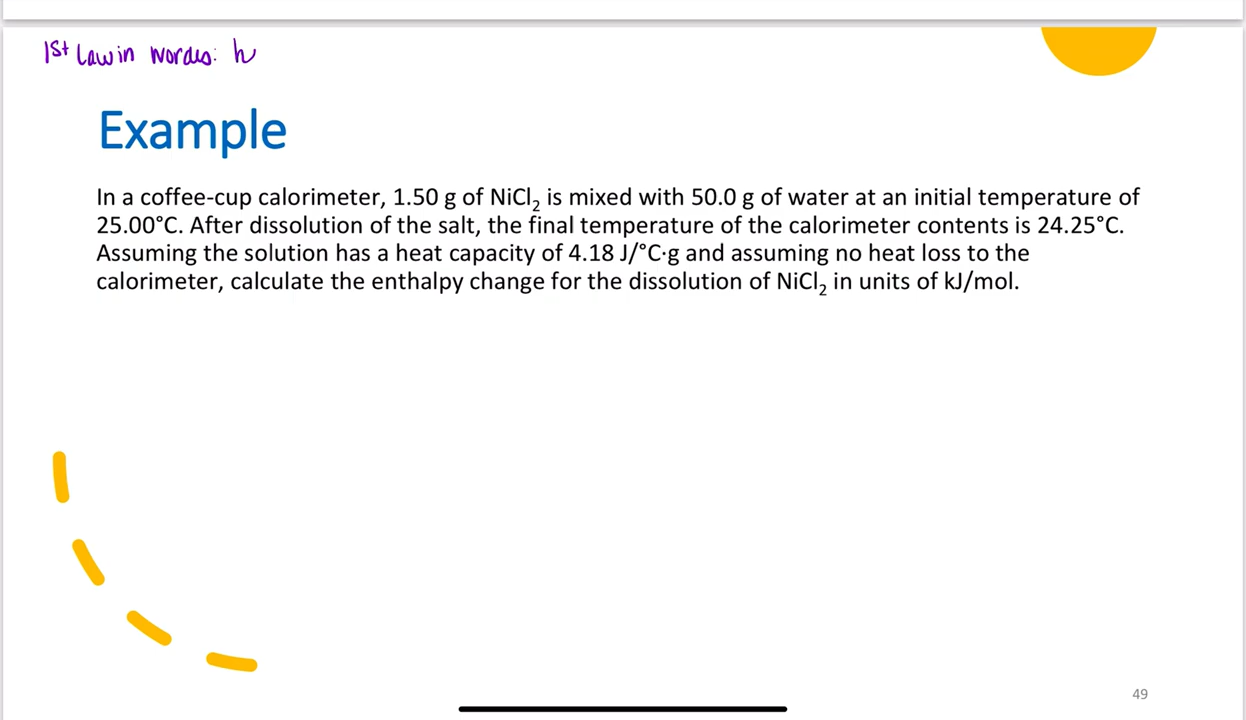 1st Law in words: h
Example
In a coffee-cup calorimeter, 1.50 g of NiCl₂ is mixed with 50.0 g of water at an initial temperature of
25.00°C. After dissolution of the salt, the final temperature of the calorimeter contents is 24.25°C.
Assuming the solution has a heat capacity of 4.18 J/°C·g and assuming no heat loss to the
calorimeter, calculate the enthalpy change for the dissolution of NiCl₂ in units of kJ/mol.
49